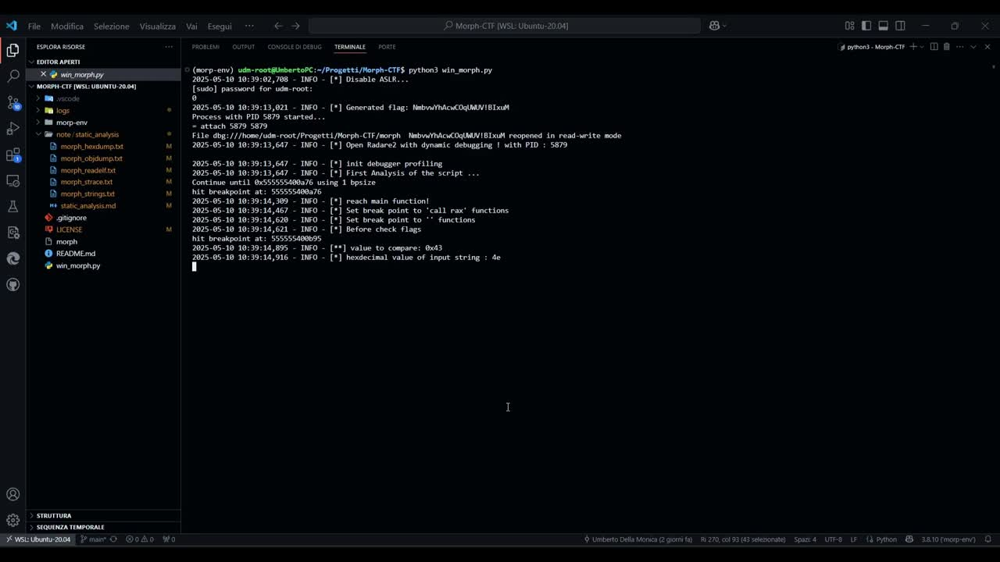 File Modifica Selezione Visualizza Vai Esegui ··· Morph-CTF [WSL: Ubuntu-20.04]
ESPLORA RISORSE ···
EDITOR APERTI
win_morph.py
MORPH-CTF [WSL: UBUNTU-20.04]
.vscode
logs
morp-env
note / static_analysis
morph_hexdump.txt M
morph_objdump.txt M
morph_readelf.txt M
morph_strace.txt M
morph_strings.txt M
static_analysis.md M
.gitignore
LICENSE M
morph
README.md
win_morph.py
STRUTTURA
SEQUENZA TEMPORALE
10
1
PROBLEMI OUTPUT CONSOLE DI DEBUG TERMINALE PORTE python3 - Morph-CTF
(morp-env) udm-root@UmbertoPC:~/Progetti/Morph-CTF$ python3 win_morph.py
2025-05-10 10:39:02,708 - INFO - [*] Disable ASLR...
[sudo] password for udm-root:
0
2025-05-10 10:39:13,021 - INFO - [*] Generated flag: NmbvwYhAcwCOqUWUV!BIxuM
Process with PID 5879 started...
= attach 5879 5879
File dbg:///home/udm-root/Progetti/Morph-CTF/morph  NmbvwYhAcwCOqUWUV!BIxuM reopened in read-write mode
2025-05-10 10:39:13,647 - INFO - [*] Open Radare2 with dynamic debugging ! with PID : 5879
2025-05-10 10:39:13,647 - INFO - [*] init debugger profiling
2025-05-10 10:39:13,647 - INFO - [*] First Analysis of the script ...
Continue until 0x555555400a76 using 1 bpsize
hit breakpoint at: 555555400a76
2025-05-10 10:39:14,309 - INFO - [*] reach main function!
2025-05-10 10:39:14,467 - INFO - [*] Set break point to 'call rax' functions
2025-05-10 10:39:14,620 - INFO - [*] Set break point to `` functions
2025-05-10 10:39:14,621 - INFO - [*] Before check flags
hit breakpoint at: 555555400b95
2025-05-10 10:39:14,895 - INFO - [**] value to compare: 0x43
2025-05-10 10:39:14,916 - INFO - [*] hexdecimal value of input string : 4e
WSL: Ubuntu-20.04 main* 0 0 0 Umberto Della Monica (2 giorni fa) Ri 270, col 93 (43 selezionate) Spazi: 4 UTF-8 LF Python 3.8.10 ('morp-env')